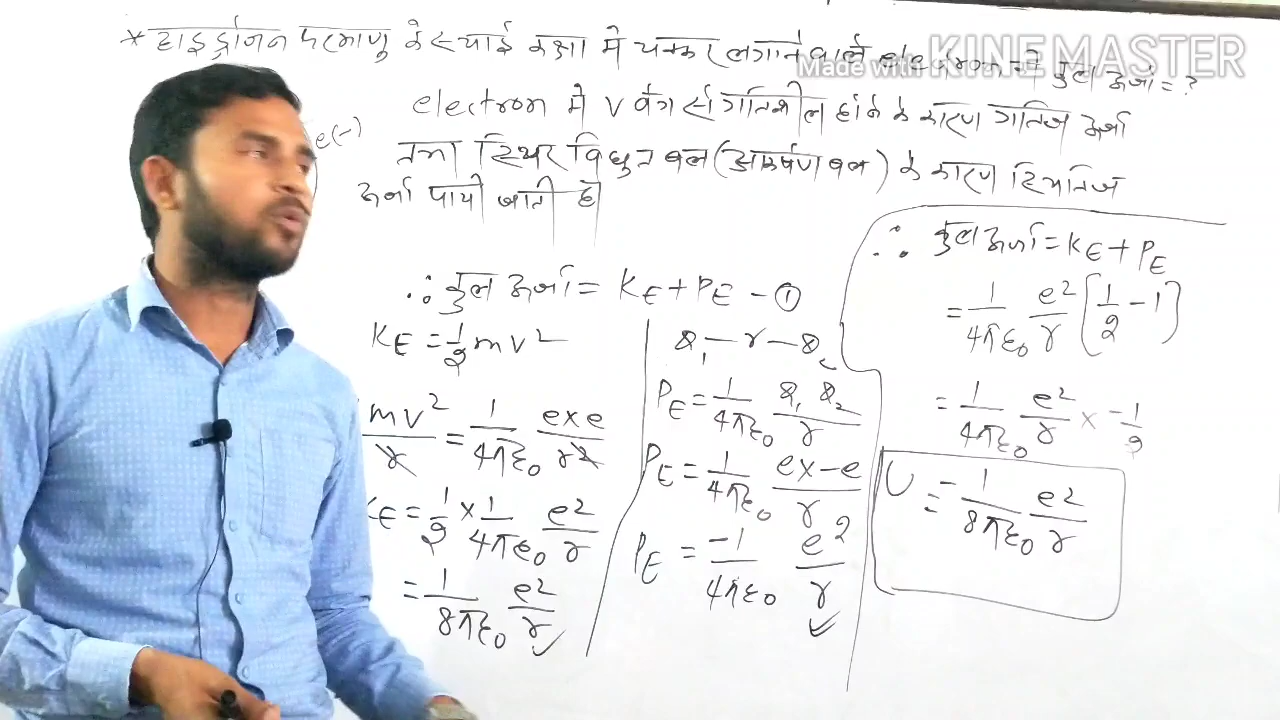 * हाइड्रोजन परमाणु के स्थाई कक्षा मे चक्कर लगाने वाले electron की कुल ऊर्जा = ?
Made with KINEMASTER
e(-)
electron मे v वेग से गतिशील होने के कारण गतिज ऊर्जा
तथा स्थिर विधुत बल (आकर्षण बल) के कारण स्थितिज
ऊर्जा पायी जाती है
∴ कुल ऊर्जा = KE + PE - ①
KE = 1/2 mv²
mv²/r = 1/4πε₀ e×e/r²
KE = 1/2 × 1/4πε₀ e²/r
= 1/8πε₀ e²/r
Q₁ - r - Q₂
PE = 1/4πε₀ Q₁ Q₂/r
PE = 1/4πε₀ e×-e/r
PE = -1/4πε₀ e²/r
∴ कुल ऊर्जा = KE + PE
= 1/4πε₀ e²/r [1/2 - 1]
= 1/4πε₀ e²/r × -1/2
U = -1/8πε₀ e²/r